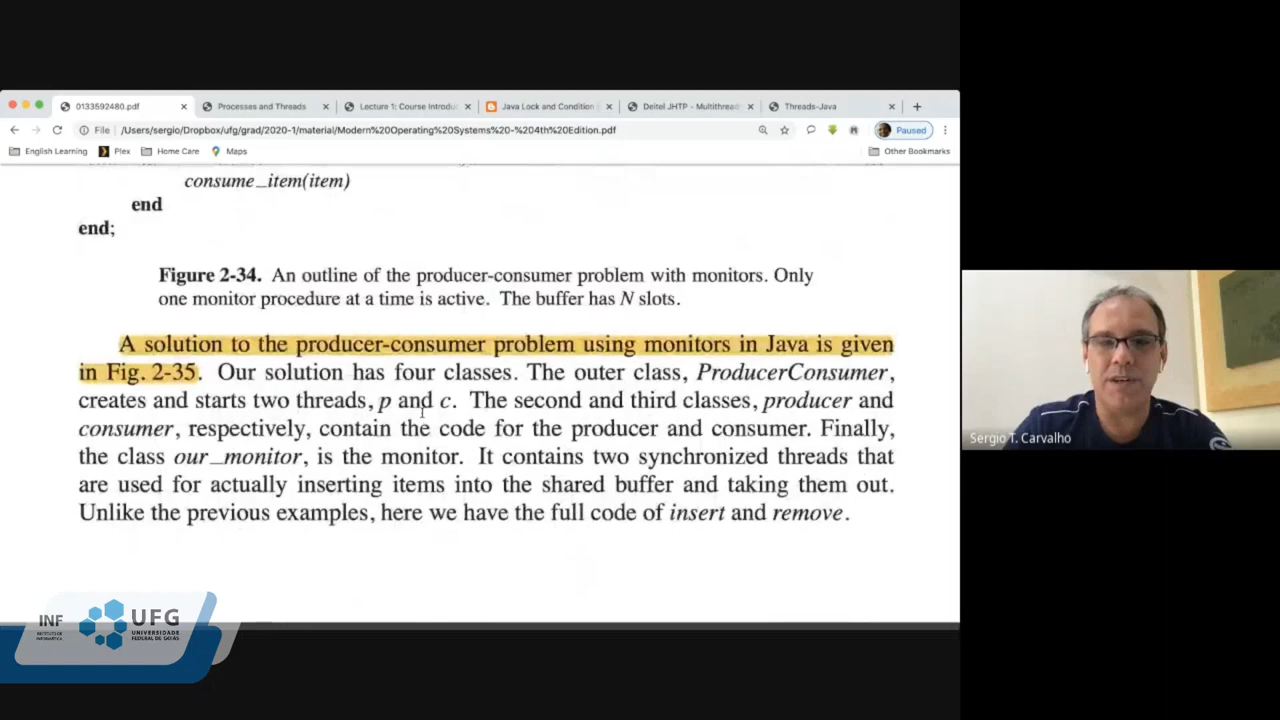 0133592480.pdf
Processes and Threads
Lecture 1: Course Introdu
Java Lock and Condition
Deitel JHTP - Multithread
Threads-Java
File
/Users/sergio/Dropbox/ufg/grad/2020-1/material/Modern%20Operating%20Systems%20-%204th%20Edition.pdf
Paused
English Learning
Plex
Home Care
Maps
Other Bookmarks
consume_item(item)
end
end;
Figure 2-34. An outline of the producer-consumer problem with monitors. Only
one monitor procedure at a time is active. The buffer has N slots.
A solution to the producer-consumer problem using monitors in Java is given
in Fig. 2-35. Our solution has four classes. The outer class, ProducerConsumer,
creates and starts two threads, p and c. The second and third classes, producer and
consumer, respectively, contain the code for the producer and consumer. Finally,
the class our_monitor, is the monitor. It contains two synchronized threads that
are used for actually inserting items into the shared buffer and taking them out.
Unlike the previous examples, here we have the full code of insert and remove.
Sergio T. Carvalho
INF
INSTITUTO DE
INFORMÁTICA
UFG
UNIVERSIDADE
FEDERAL DE GOIÁS